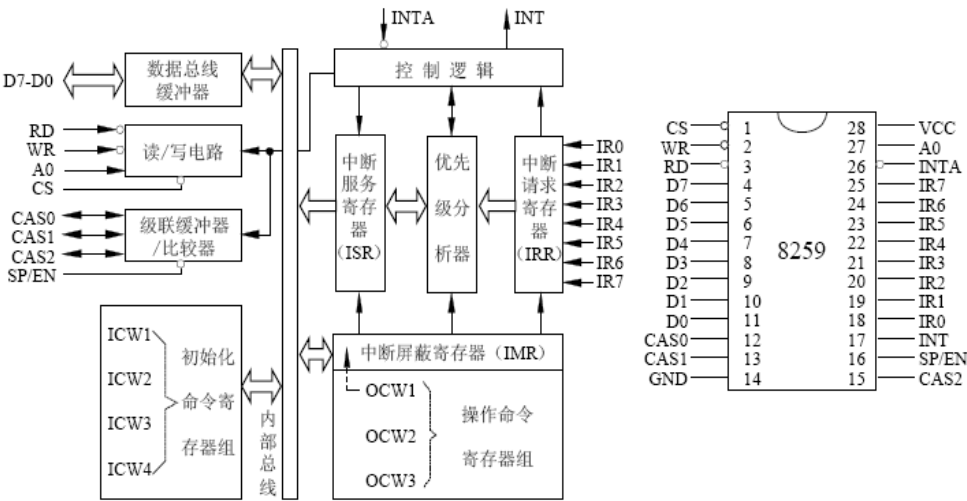 INTA
INT
D7-D0
数据总线
缓冲器
控制逻辑
RD
WR
A0
CS
读/写电路
CAS0
CAS1
CAS2
SP/EN
级联缓冲器
/比较器
中断
服务
寄存
器
(ISR)
优先
级分
析器
中断
请求
寄存
器
(IRR)
IR0
IR1
IR2
IR3
IR4
IR5
IR6
IR7
ICW1
ICW2
ICW3
ICW4
初始化
命令寄
存器组
内部总线
中断屏蔽寄存器(IMR)
OCW1
OCW2
OCW3
操作命令
寄存器组
8259
CS 1 28 VCC
WR 2 27 A0
RD 3 26 INTA
D7 4 25 IR7
D6 5 24 IR6
D5 6 23 IR5
D4 7 22 IR4
D3 8 21 IR3
D2 9 20 IR2
D1 10 19 IR1
D0 11 18 IR0
CAS0 12 17 INT
CAS1 13 16 SP/EN
GND 14 15 CAS2